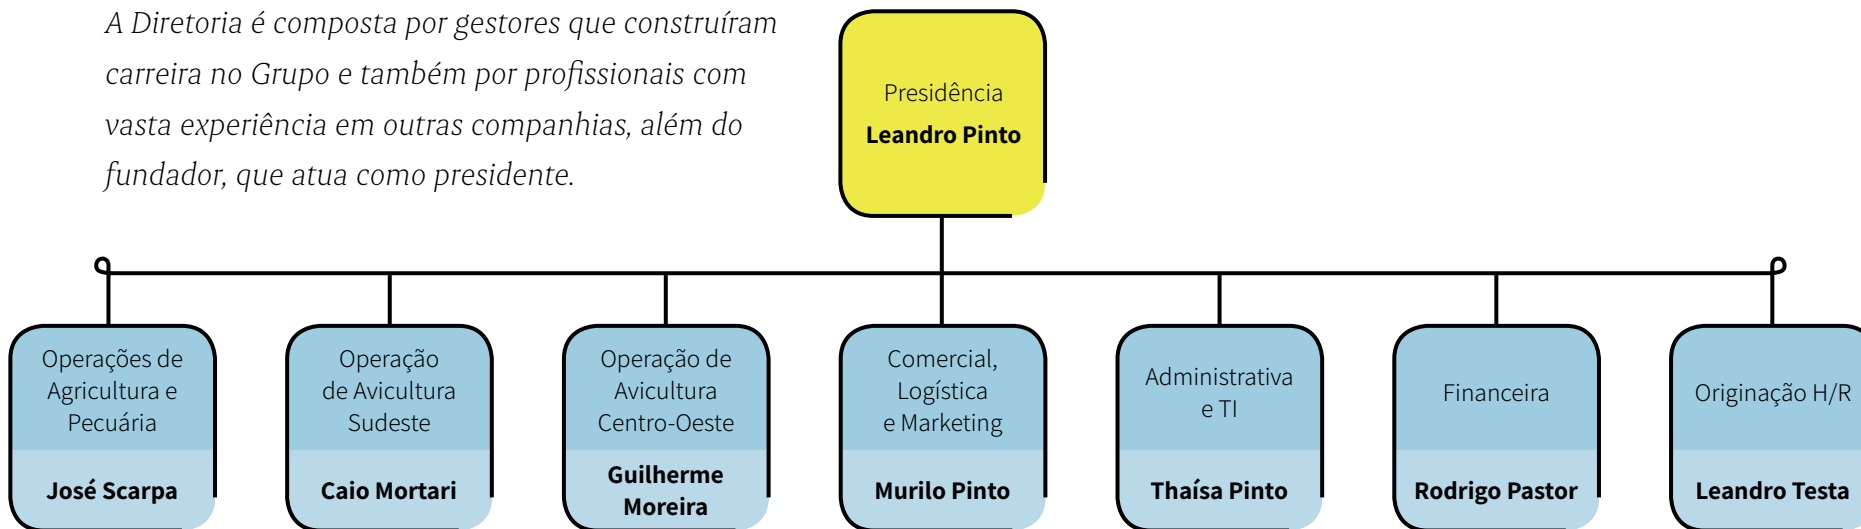 A Diretoria é composta por gestores que construíram
carreira no Grupo e também por profissionais com
vasta experiência em outras companhias, além do
fundador, que atua como presidente.
Presidência
Leandro Pinto
Operações de
Agricultura e
Pecuária
José Scarpa
Operação
de Avicultura
Sudeste
Caio Mortari
Operação de
Avicultura
Centro-Oeste
Guilherme
Moreira
Comercial,
Logística
e Marketing
Murilo Pinto
Administrativa
e TI
Thaísa Pinto
Financeira
Rodrigo Pastor
Originação H/R
Leandro Testa